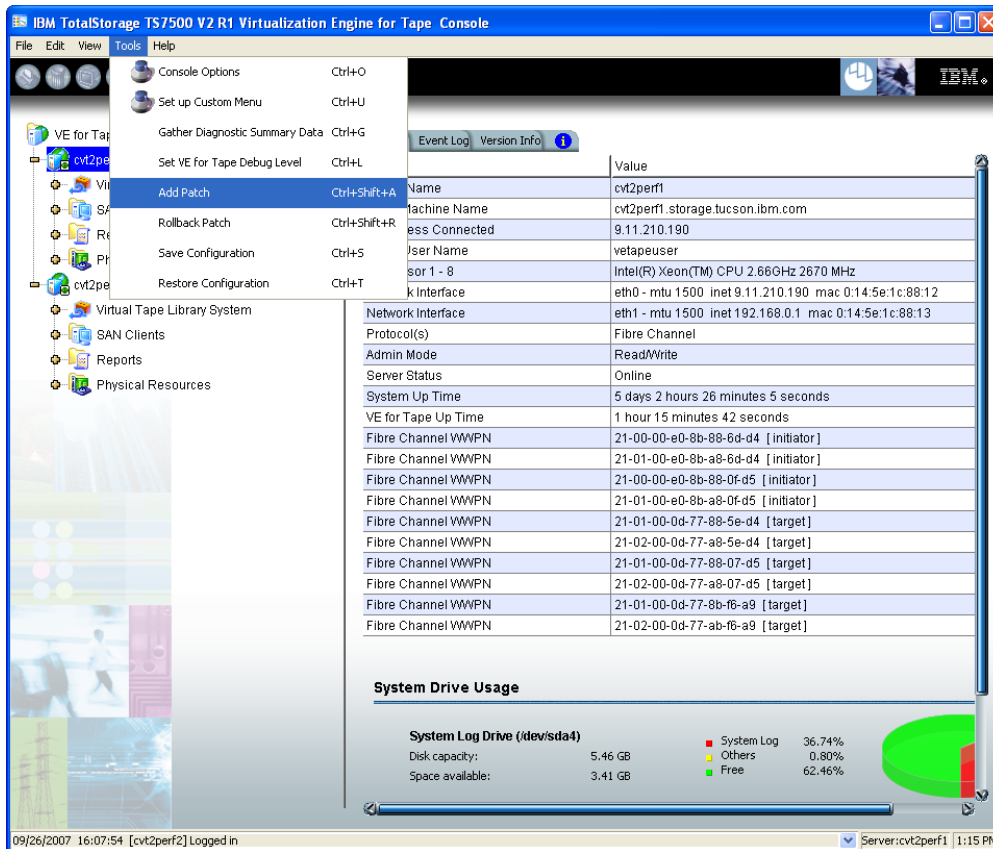 IBM TotalStorage TS7500 V2 R1 Virtualization Engine for Tape Console
File Edit View Tools Help
IBM
Console Options Ctrl+O
Set up Custom Menu Ctrl+U
Gather Diagnostic Summary Data Ctrl+G
Set VE for Tape Debug Level Ctrl+L
Add Patch Ctrl+Shift+A
Rollback Patch Ctrl+Shift+R
Save Configuration Ctrl+S
Restore Configuration Ctrl+T
VE for Tap
cvt2pe
Vi
SA
Re
Ph
cvt2pe
Virtual Tape Library System
SAN Clients
Reports
Physical Resources
Event Log Version Info
Value
Name cvt2perf1
Machine Name cvt2perf1.storage.tucson.ibm.com
ess Connected 9.11.210.190
User Name vetapeuser
sor 1 - 8 Intel(R) Xeon(TM) CPU 2.66GHz 2670 MHz
k Interface eth0 - mtu 1500 inet 9.11.210.190 mac 0:14:5e:1c:88:12
Network Interface eth1 - mtu 1500 inet 192.168.0.1 mac 0:14:5e:1c:88:13
Protocol(s) Fibre Channel
Admin Mode Read/Write
Server Status Online
System Up Time 5 days 2 hours 26 minutes 5 seconds
VE for Tape Up Time 1 hour 15 minutes 42 seconds
Fibre Channel WWPN 21-00-00-e0-8b-88-6d-d4 [initiator]
Fibre Channel WWPN 21-01-00-e0-8b-a8-6d-d4 [initiator]
Fibre Channel WWPN 21-00-00-e0-8b-88-0f-d5 [initiator]
Fibre Channel WWPN 21-01-00-e0-8b-a8-0f-d5 [initiator]
Fibre Channel WWPN 21-01-00-0d-77-88-5e-d4 [target]
Fibre Channel WWPN 21-02-00-0d-77-a8-5e-d4 [target]
Fibre Channel WWPN 21-01-00-0d-77-88-07-d5 [target]
Fibre Channel WWPN 21-02-00-0d-77-a8-07-d5 [target]
Fibre Channel WWPN 21-01-00-0d-77-8b-f6-a9 [target]
Fibre Channel WWPN 21-02-00-0d-77-ab-f6-a9 [target]
System Drive Usage
System Log Drive (/dev/sda4)
Disk capacity: 5.46 GB
Space available: 3.41 GB
System Log 36.74%
Others 0.80%
Free 62.46%
09/26/2007 16:07:54 [cvt2perf2] Logged in
Server:cvt2perf1 1:15 PM